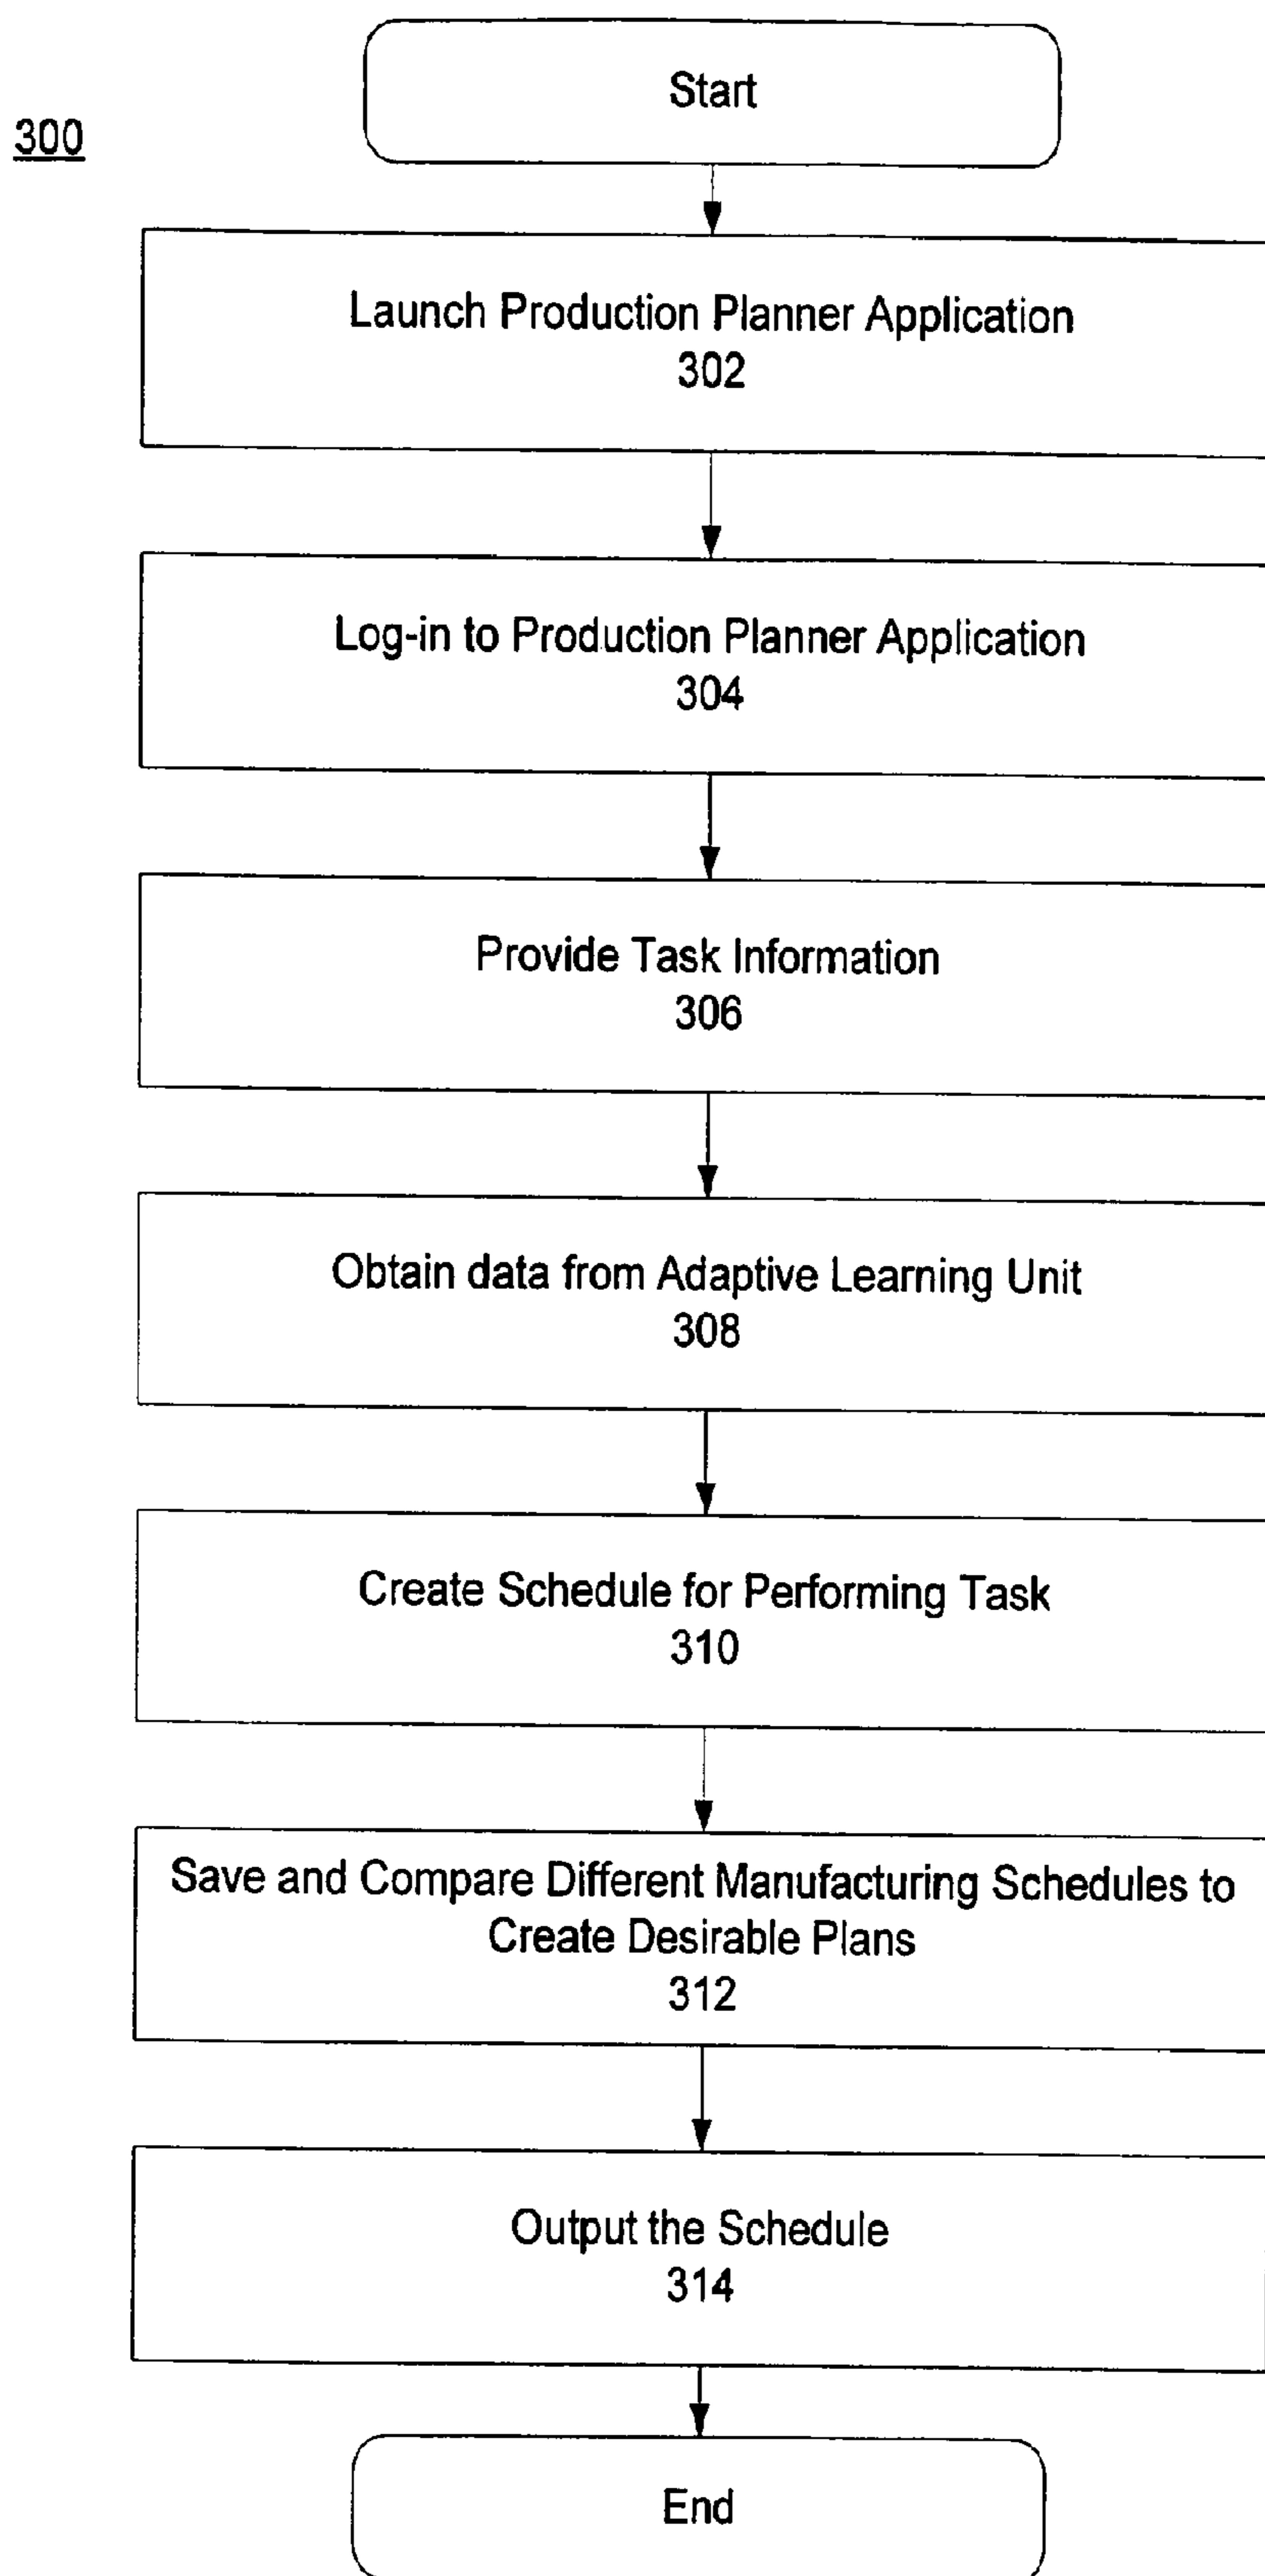 Start
300
Launch Production Planner Application
302
Log-in to Production Planner Application
304
Provide Task Information
306
Obtain data from Adaptive Learning Unit
308
Create Schedule for Performing Task
310
Save and Compare Different Manufacturing Schedules to
Create Desirable Plans
312
Output the Schedule
314
End